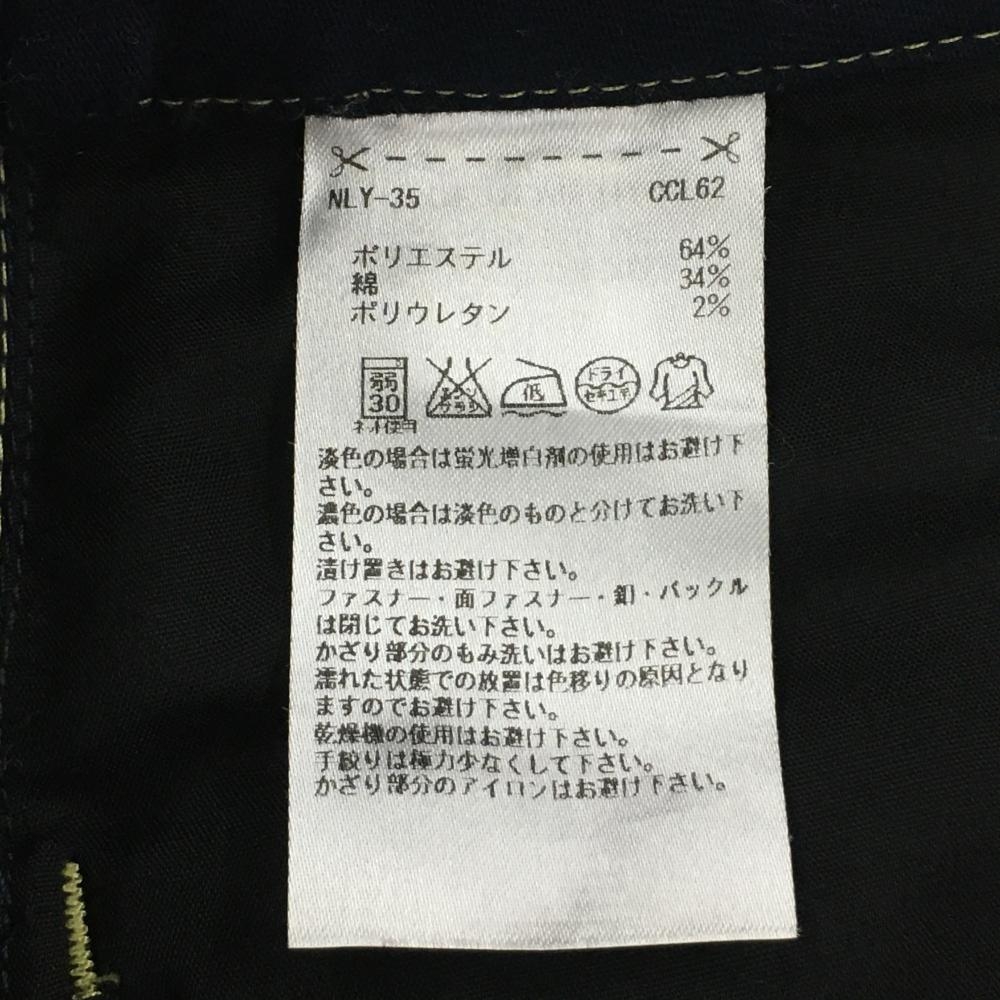 NLY-35 CCL62
ポリエステル 64%
綿 34%
ポリウレタン 2%
弱 30 エンソ サラシ 低 ドライ セキユ系
ネット使用
淡色の場合は蛍光増白剤の使用はお避け下
さい。
濃色の場合は淡色のものと分けてお洗い下
さい。
漬け置きはお避け下さい。
ファスナー・面ファスナー・釦・バックル
は閉じてお洗い下さい。
かざり部分のもみ洗いはお避け下さい。
濡れた状態での放置は色移りの原因となり
ますのでお避け下さい。
乾燥機の使用はお避け下さい。
手絞りは極力少なくして下さい。
かざり部分のアイロンはお避け下さい。